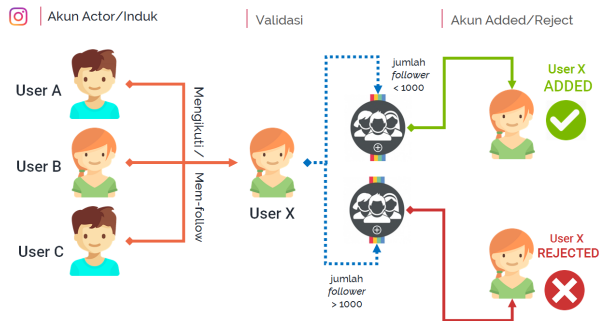 Akun Actor/Induk
Validasi
Akun Added/Reject
User A
User B
User C
Mengikuti /
Mem-follow
User X
jumlah
follower
< 1000
jumlah
follower
> 1000
User X
ADDED
User X
REJECTED